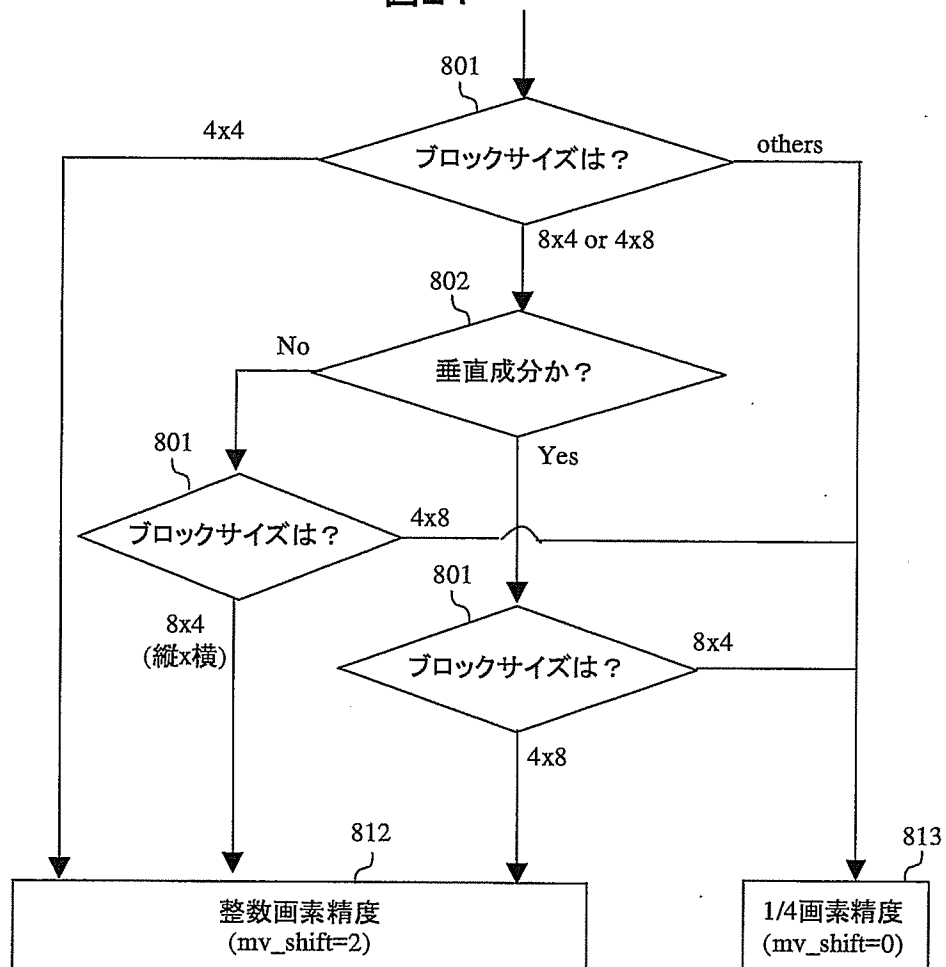 801
4x4
ブロックサイズは？
others
8x4 or 4x8
802
No
垂直成分か？
Yes
801
ブロックサイズは？
4x8
801
8x4
(縦x横)
ブロックサイズは？
8x4
4x8
812
813
整数画素精度
(mv_shift=2)
1/4画素精度
(mv_shift=0)